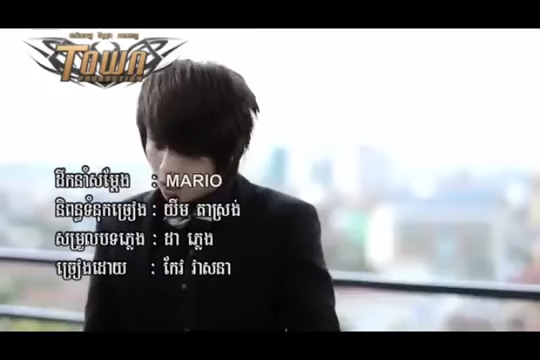 Town
PRODUCTION
ដឹកនាំសម្ដែង : MARIO
និពន្ធទំនុកច្រៀង : យឹម តាស្រង់
សម្រួលបទភ្លេង : ដា ភ្លេង
ច្រៀងដោយ : កែវ វាសនា